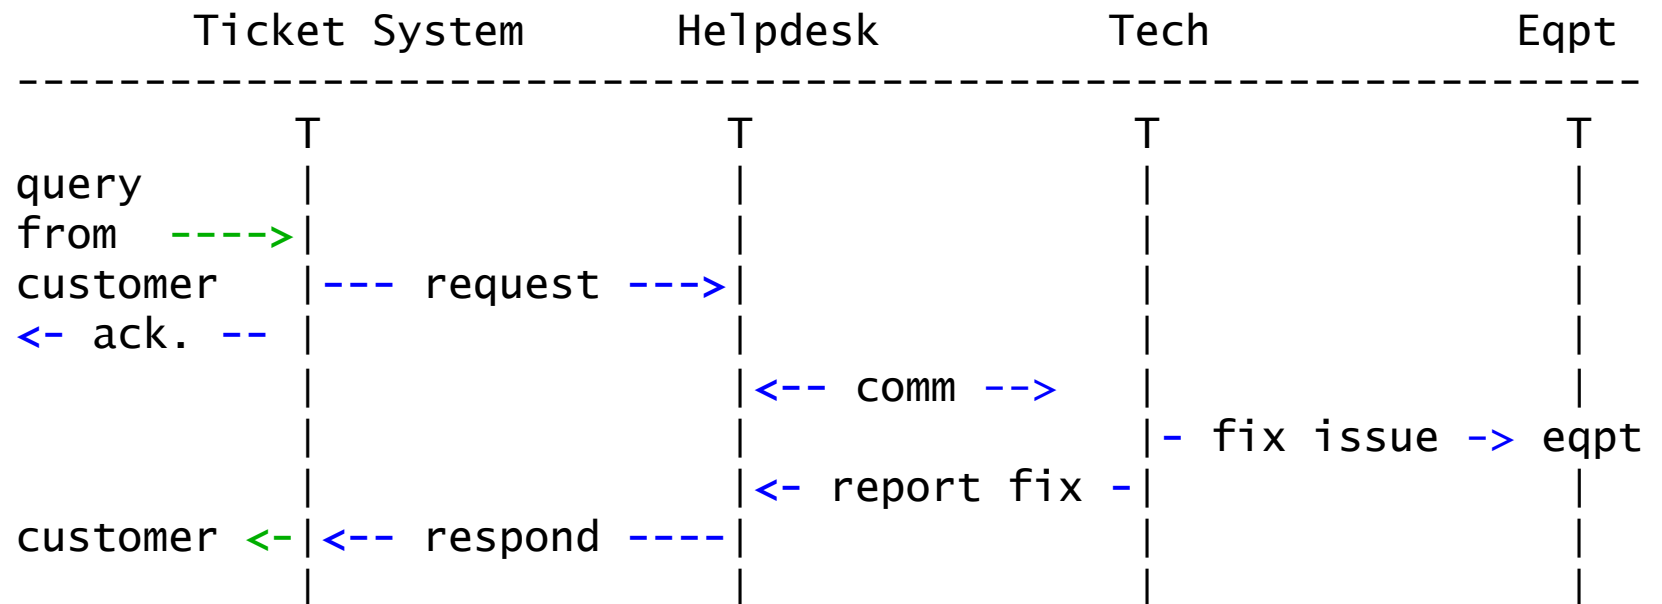 Ticket System Helpdesk Tech Eqpt
-----------------------------------------------------------------
T T T T
query | | | |
from ---->| | | |
customer |--- request --->| | |
<- ack. -- | | | |
| |<-- comm --> | |
| | |- fix issue -> eqpt
| |<- report fix -| |
customer <-|<-- respond ----| | |
| | | |